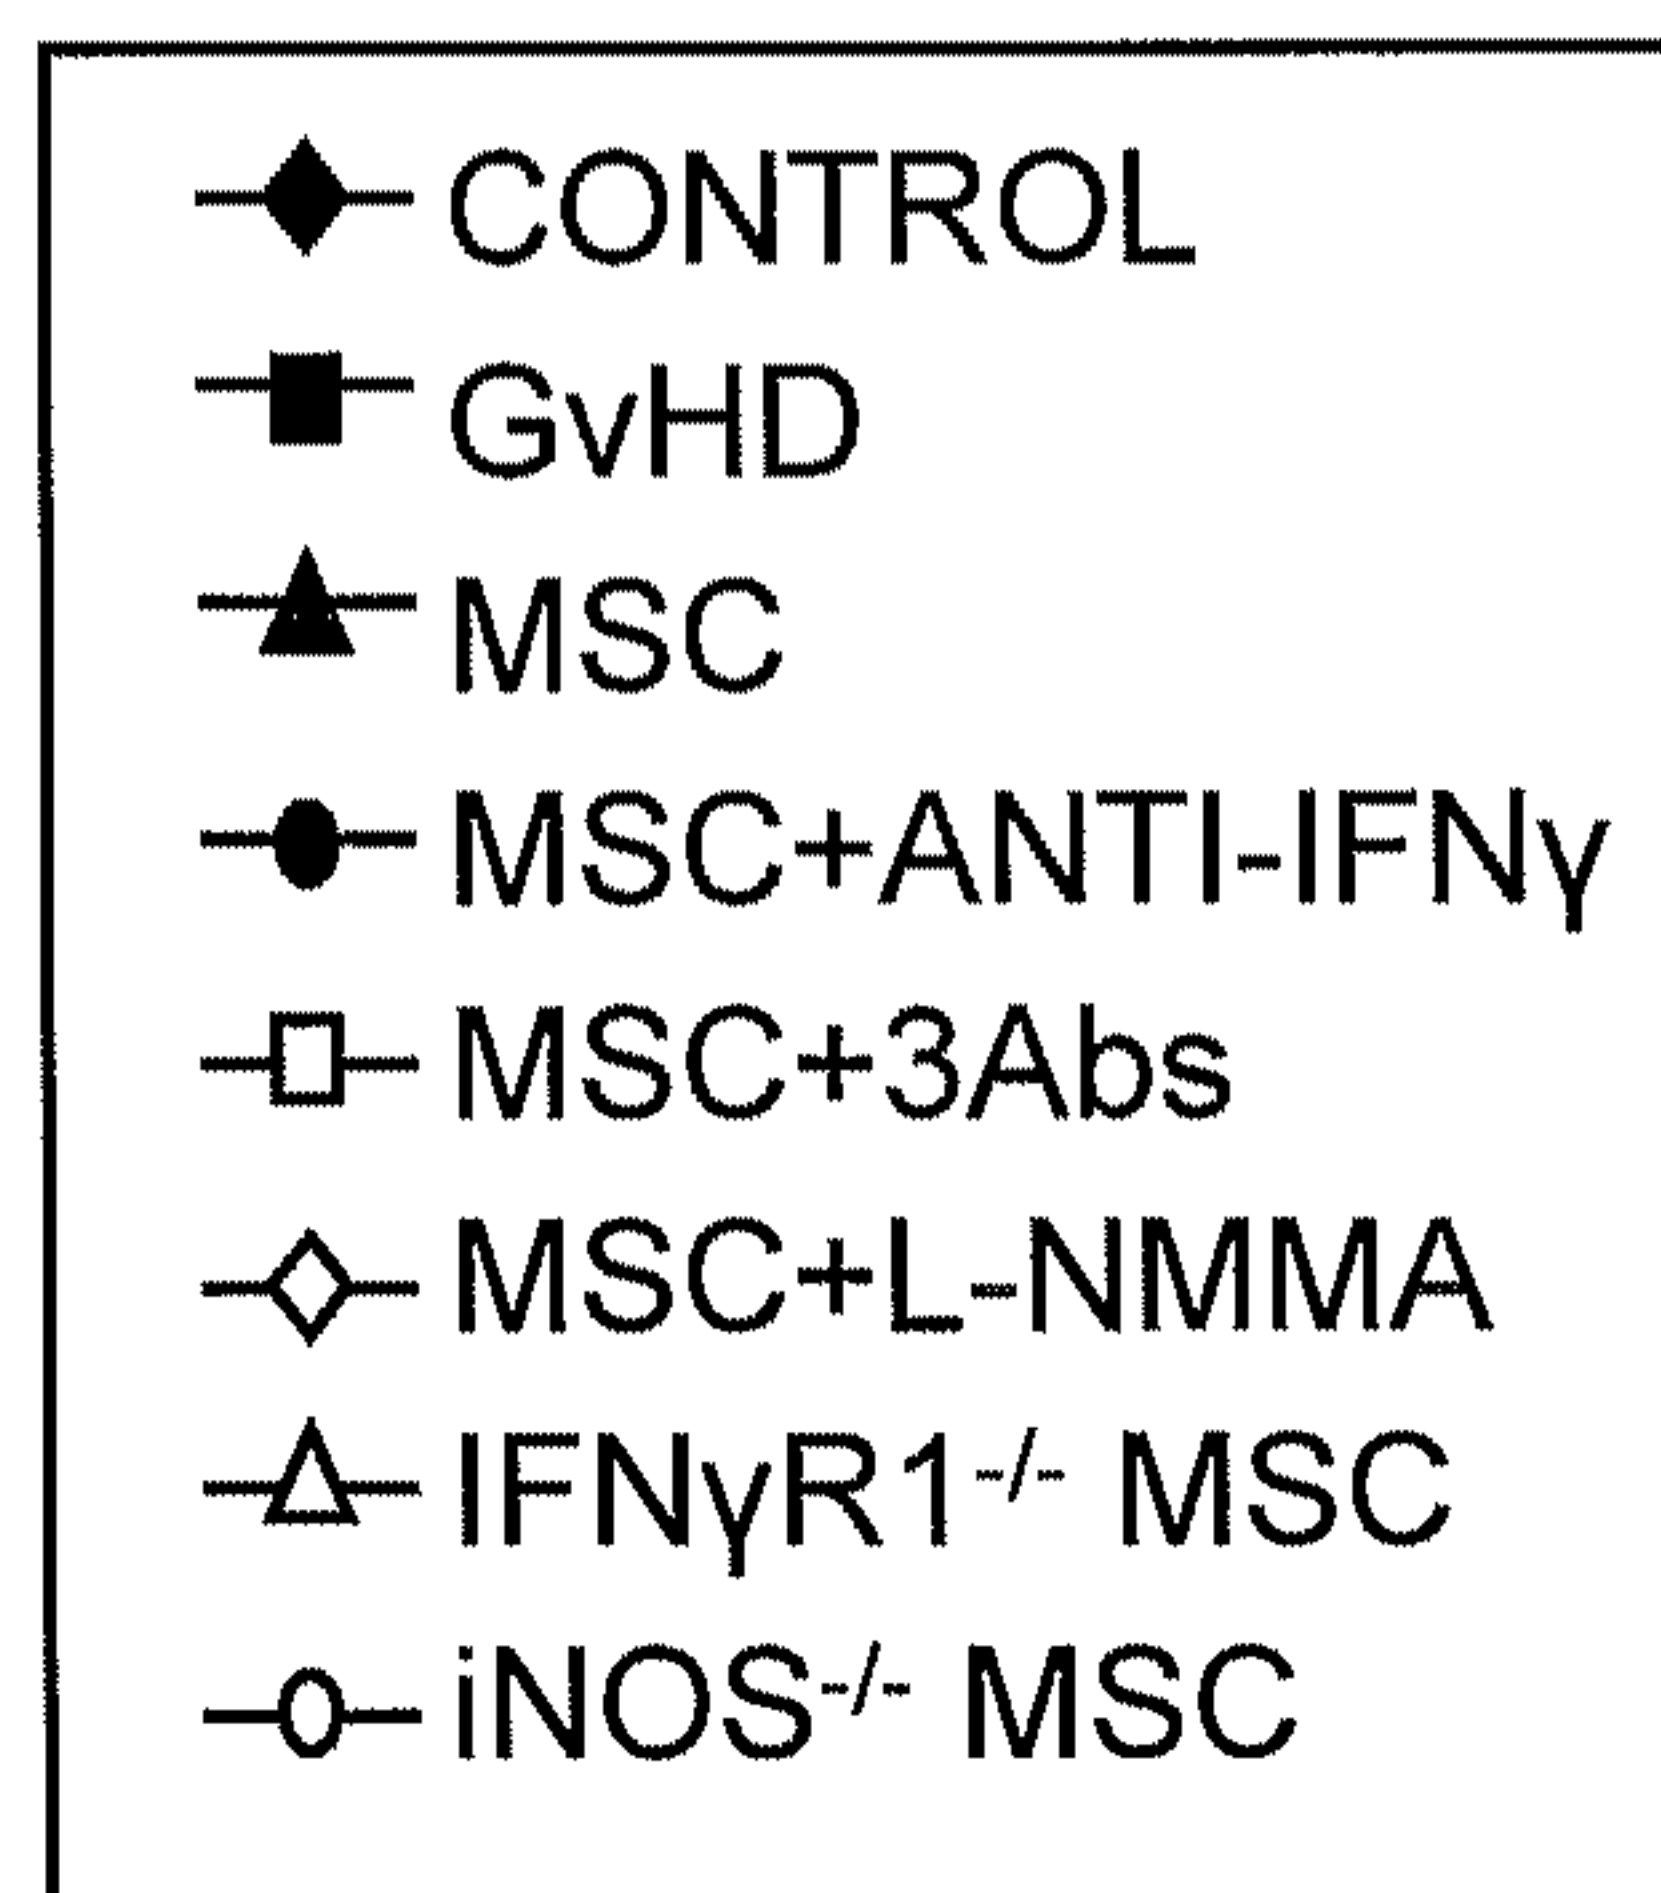 CONTROL
GvHD
MSC
MSC+ANTI-IFNγ
MSC+3Abs
MSC+L-NMMA
IFNγR1⁻/⁻ MSC
iNOS⁻/⁻ MSC